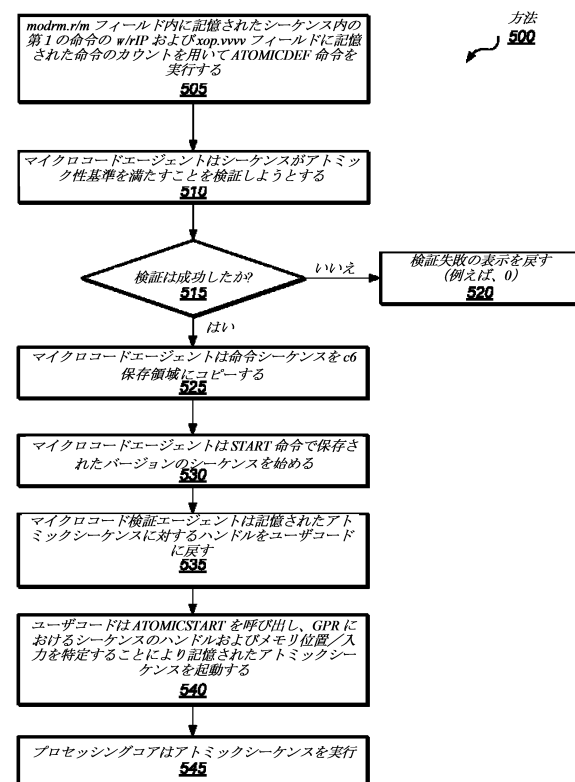 方法
500
modrm.r/m フィールド内に記憶されたシーケンス内の
第1の命令の w/rIP および xop.vvvv フィールドに記憶
された命令のカウントを用いて ATOMICDEF 命令を
実行する
505
マイクロコードエージェントはシーケンスがアトミッ
ク性基準を満たすことを検証しようとする
510
検証は成功したか?
515
いいえ
検証失敗の表示を戻す
(例えば、0)
520
はい
マイクロコードエージェントは命令シーケンスを c6
保存領域にコピーする
525
マイクロコードエージェントは START 命令で保存さ
れたバージョンのシーケンスを始める
530
マイクロコード検証エージェントは記憶されたアト
ミックシーケンスに対するハンドルをユーザコード
に戻す
535
ユーザコードは ATOMICSTART を呼び出し、GPR に
おけるシーケンスのハンドルおよびメモリ位置/入
力を特定することにより記憶されたアトミックシー
ケンスを起動する
540
プロセッシングコアはアトミックシーケンスを実行
545